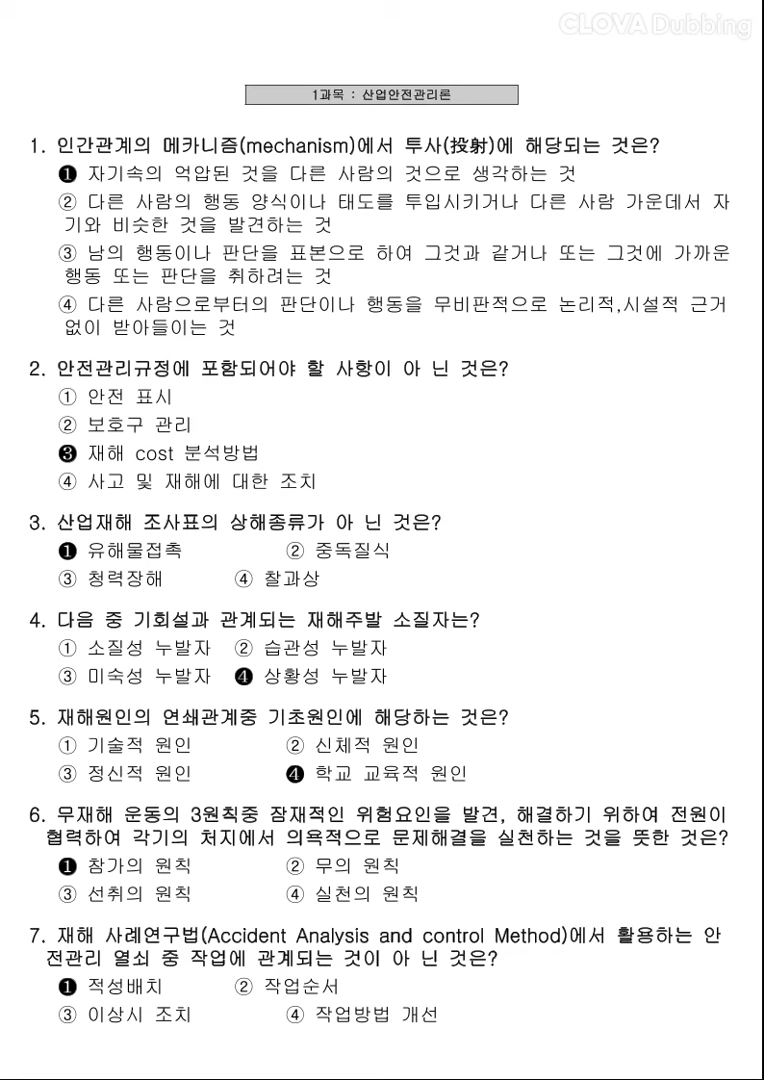 CLOVA Dubbing
1과목 : 산업안전관리론
1. 인간관계의 메카니즘(mechanism)에서 투사(投射)에 해당되는 것은?
❶ 자기속의 억압된 것을 다른 사람의 것으로 생각하는 것
② 다른 사람의 행동 양식이나 태도를 투입시키거나 다른 사람 가운데서 자
기와 비슷한 것을 발견하는 것
③ 남의 행동이나 판단을 표본으로 하여 그것과 같거나 또는 그것에 가까운
행동 또는 판단을 취하려는 것
④ 다른 사람으로부터의 판단이나 행동을 무비판적으로 논리적,시설적 근거
없이 받아들이는 것
2. 안전관리규정에 포함되어야 할 사항이 아 닌 것은?
① 안전 표시
② 보호구 관리
❸ 재해 cost 분석방법
④ 사고 및 재해에 대한 조치
3. 산업재해 조사표의 상해종류가 아 닌 것은?
❶ 유해물접촉 ② 중독질식
③ 청력장해 ④ 찰과상
4. 다음 중 기회설과 관계되는 재해주발 소질자는?
① 소질성 누발자 ② 습관성 누발자
③ 미숙성 누발자 ❹ 상황성 누발자
5. 재해원인의 연쇄관계중 기초원인에 해당하는 것은?
① 기술적 원인 ② 신체적 원인
③ 정신적 원인 ❹ 학교 교육적 원인
6. 무재해 운동의 3원칙중 잠재적인 위험요인을 발견, 해결하기 위하여 전원이
협력하여 각기의 처지에서 의욕적으로 문제해결을 실천하는 것을 뜻한 것은?
❶ 참가의 원칙 ② 무의 원칙
③ 선취의 원칙 ④ 실천의 원칙
7. 재해 사례연구법(Accident Analysis and control Method)에서 활용하는 안
전관리 열쇠 중 작업에 관계되는 것이 아 닌 것은?
❶ 적성배치 ② 작업순서
③ 이상시 조치 ④ 작업방법 개선